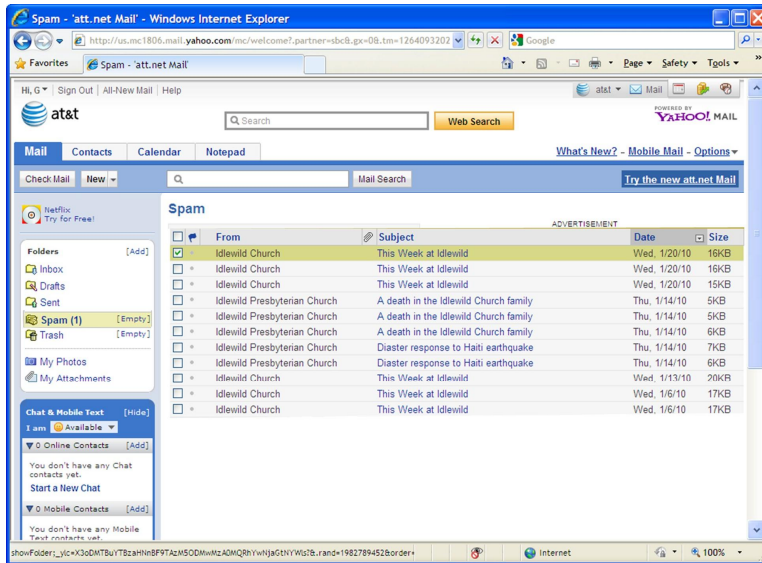 Spam - 'att.net Mail' - Windows Internet Explorer
http://us.mc1806.mail.yahoo.com/mc/welcome?.partner=sbc&.gx=0&.tm=1264093202
Google
Favorites
Spam - 'att.net Mail'
Page
Safety
Tools
Hi, G
Sign Out
All-New Mail
Help
at&t
Mail
at&t
Search
Web Search
POWERED BY
YAHOO! MAIL
Mail
Contacts
Calendar
Notepad
What's New? - Mobile Mail - Options
Check Mail
New
Mail Search
Try the new att.net Mail
Netflix
Try for Free!
Spam
ADVERTISEMENT
From Subject Date Size
Idlewild Church This Week at Idlewild Wed, 1/20/10 16KB
Idlewild Church This Week at Idlewild Wed, 1/20/10 16KB
Idlewild Church This Week at Idlewild Wed, 1/20/10 15KB
Idlewild Presbyterian Church A death in the Idlewild Church family Thu, 1/14/10 5KB
Idlewild Presbyterian Church A death in the Idlewild Church family Thu, 1/14/10 5KB
Idlewild Presbyterian Church A death in the Idlewild Church family Thu, 1/14/10 6KB
Idlewild Presbyterian Church Diaster response to Haiti earthquake Thu, 1/14/10 7KB
Idlewild Presbyterian Church Diaster response to Haiti earthquake Thu, 1/14/10 6KB
Idlewild Church This Week at Idlewild Wed, 1/13/10 20KB
Idlewild Church This Week at Idlewild Wed, 1/6/10 17KB
Idlewild Church This Week at Idlewild Wed, 1/6/10 17KB
Folders [Add]
Inbox
Drafts
Sent
Spam (1) [Empty]
Trash [Empty]
My Photos
My Attachments
Chat & Mobile Text [Hide]
I am Available
0 Online Contacts [Add]
You don't have any Chat
contacts yet.
Start a New Chat
0 Mobile Contacts [Add]
You don't have any Mobile
Text contacts yet.
Internet
100%